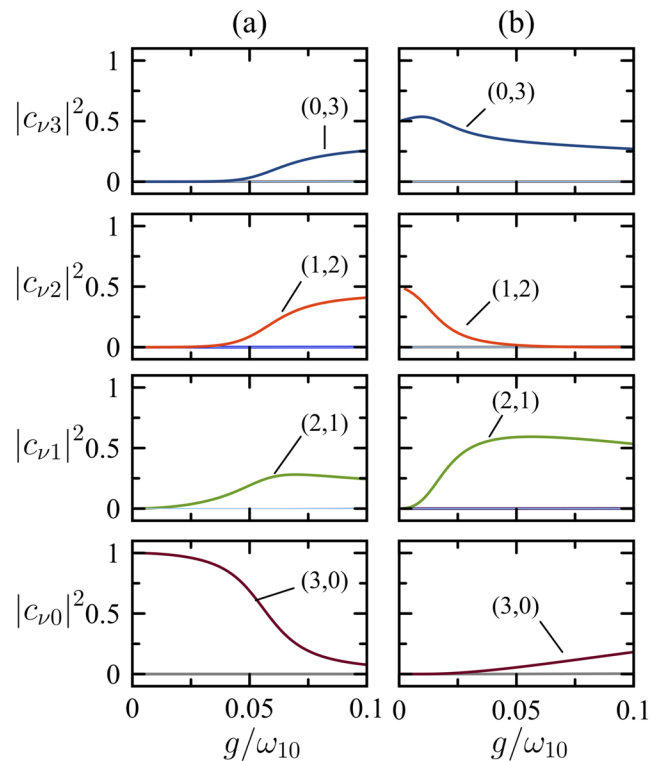 (a) (b)
|c_{ν3}|^2 1 0.5 0 (0,3) (0,3)
|c_{ν2}|^2 1 0.5 0 (1,2) (1,2)
|c_{ν1}|^2 1 0.5 0 (2,1) (2,1)
|c_{ν0}|^2 1 0.5 0 (3,0) (3,0)
0 0.05 0.1 0 0.05 0.1
g/ω_{10} g/ω_{10}